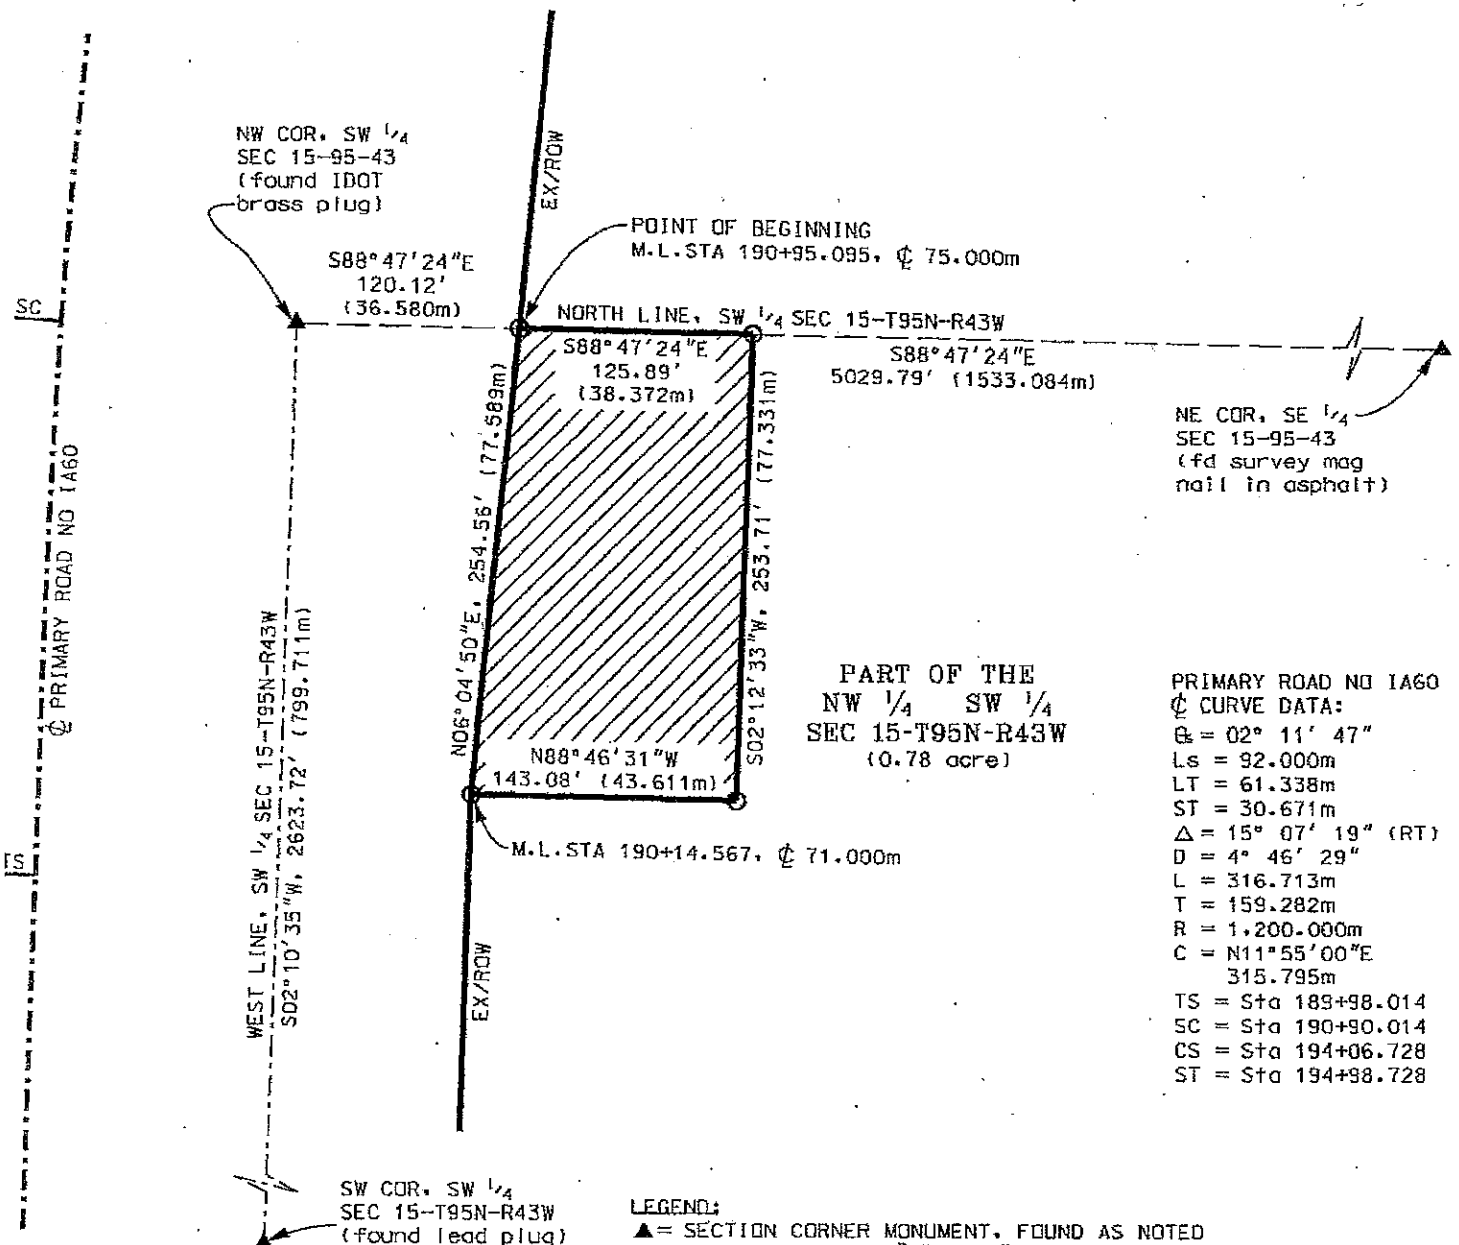 NW COR. SW 1/4
SEC 15-95-43
(found IDOT
brass plug)
EX/ROW
POINT OF BEGINNING
M.L.STA 190+95.095, ℄ 75.000m
S88°47'24"E
120.12'
(36.580m)
SC
NORTH LINE, SW 1/4 SEC 15-T95N-R43W
S88°47'24"E
125.89'
(38.372m)
S88°47'24"E
5029.79' (1533.084m)
NE COR. SE 1/4
SEC 15-95-43
(fd survey mag
nail in asphalt)
℄ PRIMARY ROAD NO IA60
N06°04'50"E, 254.56' (77.589m)
S02°12'33"W, 253.71' (77.331m)
WEST LINE, SW 1/4 SEC 15-T95N-R43W
S02°10'35"W, 2623.72' (799.711m)
PART OF THE
NW 1/4 SW 1/4
SEC 15-T95N-R43W
(0.78 acre)
N88°46'31"W
143.08' (43.611m)
M.L.STA 190+14.567, ℄ 71.000m
TS
EX/ROW
PRIMARY ROAD NO IA60
℄ CURVE DATA:
= 02° 11' 47"
Ls = 92.000m
LT = 61.338m
ST = 30.671m
Δ = 15° 07' 19" (RT)
D = 4° 46' 29"
L = 316.713m
T = 159.282m
R = 1,200.000m
C = N11°55'00"E
315.795m
TS = Sta 189+98.014
SC = Sta 190+90.014
CS = Sta 194+06.728
ST = Sta 194+98.728
SW COR. SW 1/4
SEC 15-T95N-R43W
(found lead plug)
LEGEND:
▲= SECTION CORNER MONUMENT, FOUND AS NOTED